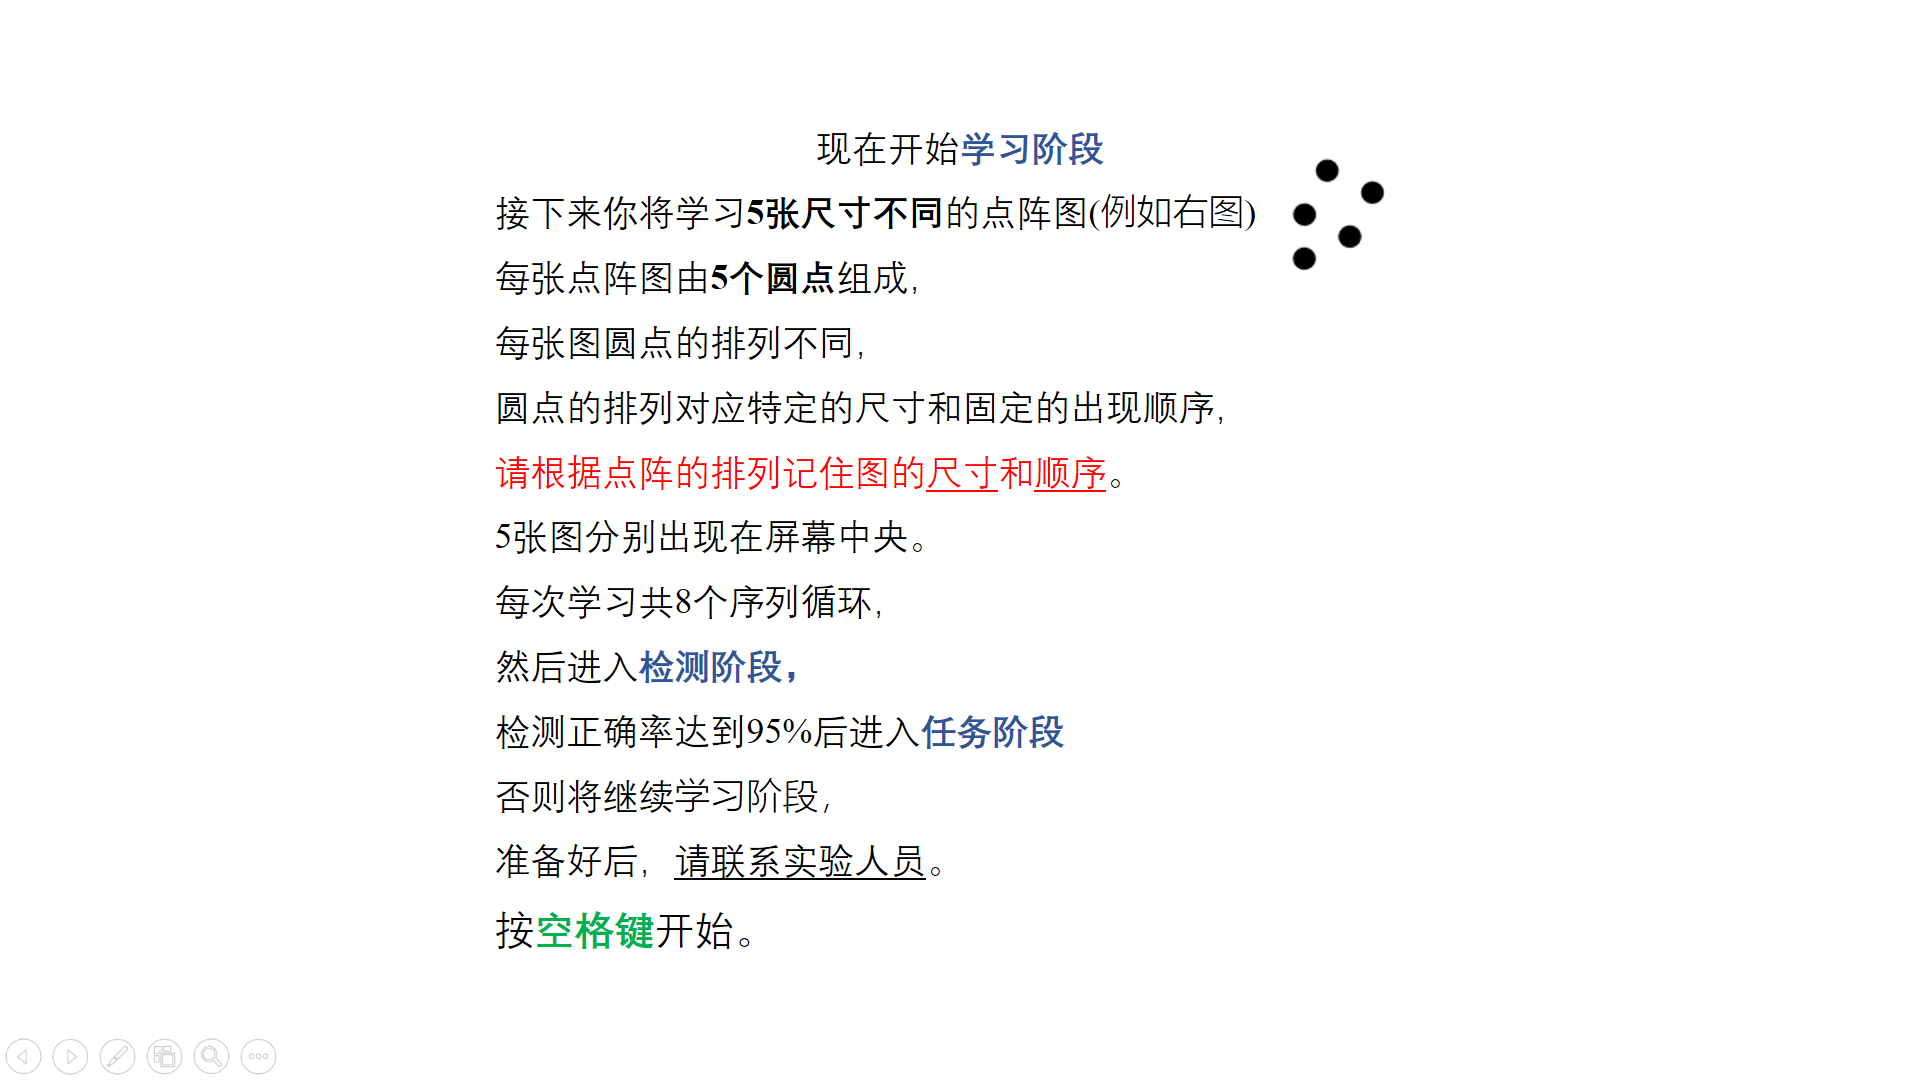 现在开始学习阶段
接下来你将学习5张尺寸不同的点阵图(例如右图)
每张点阵图由5个圆点组成,
每张图圆点的排列不同,
圆点的排列对应特定的尺寸和固定的出现顺序,
请根据点阵的排列记住图的尺寸和顺序。
5张图分别出现在屏幕中央。
每次学习共8个序列循环,
然后进入检测阶段，
检测正确率达到95%后进入任务阶段
否则将继续学习阶段,
准备好后，请联系实验人员。
按空格键开始。